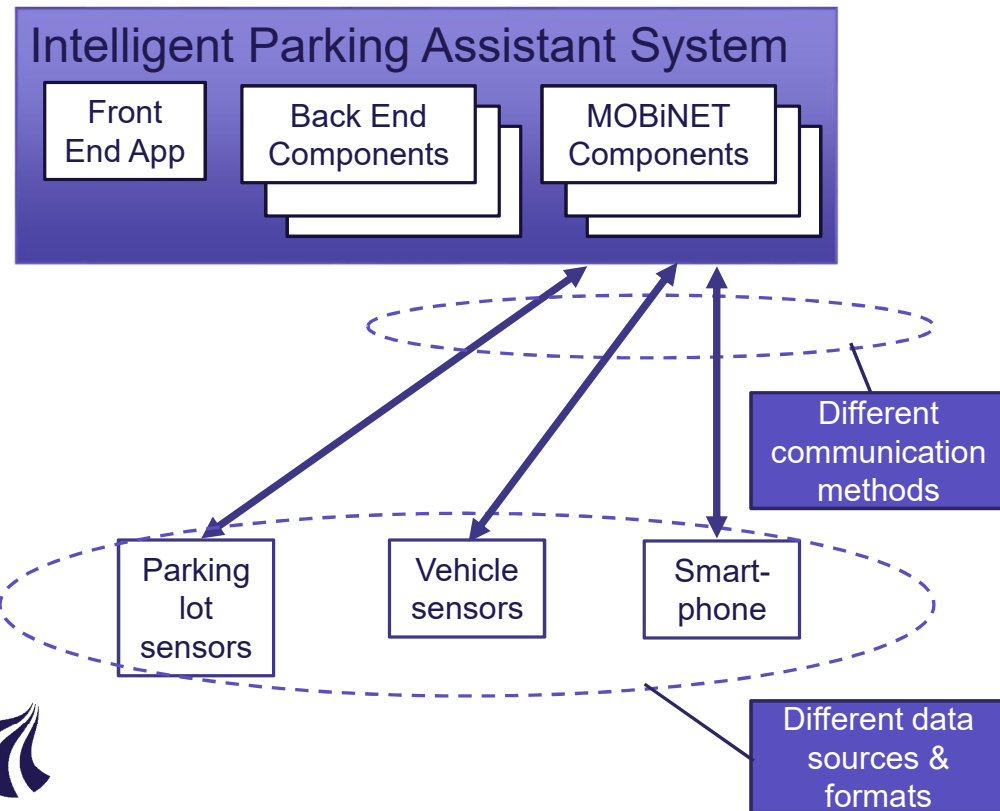 Intelligent Parking Assistant System
Front
End App
Back End
Components
MOBiNET
Components
Different
communication
methods
Parking
lot
sensors
Vehicle
sensors
Smart-
phone
Different data
sources &
formats